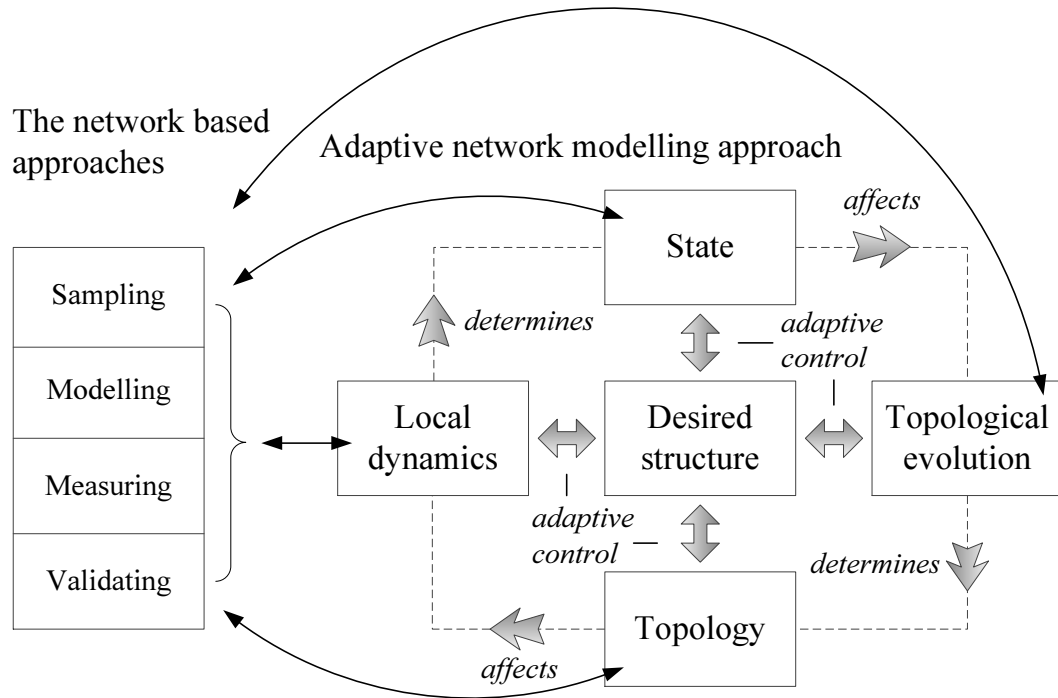 The network based
approaches
Adaptive network modelling approach
Sampling
Modelling
Measuring
Validating
State
affects
determines
adaptive
control
Local
dynamics
Desired
structure
Topological
evolution
adaptive
control
determines
Topology
affects